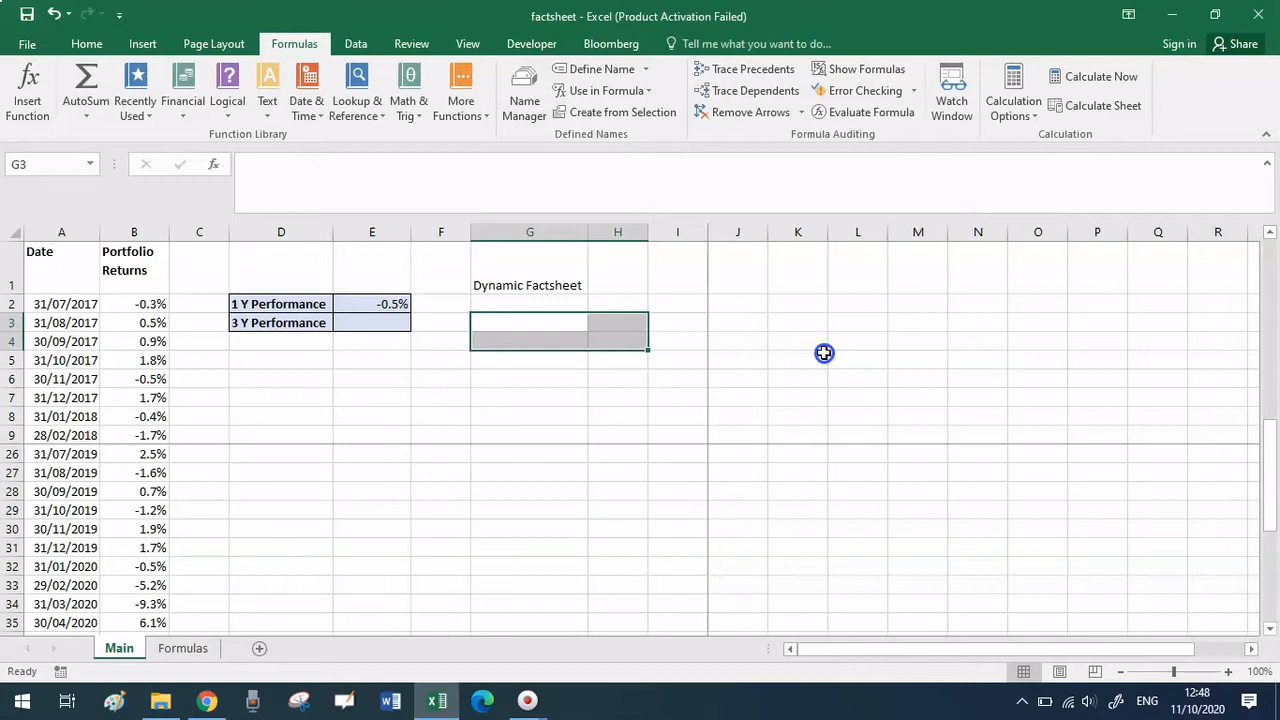 factsheet - Excel (Product Activation Failed)
File Home Insert Page Layout Formulas Data Review View Developer Bloomberg Tell me what you want to do... Sign in Share
fx Insert Function
Σ AutoSum
Recently Used
Financial
? Logical
A Text
Date & Time
Lookup & Reference
θ Math & Trig
... More Functions
Function Library
Name Manager
Define Name
Use in Formula
Create from Selection
Defined Names
Trace Precedents
Trace Dependents
Remove Arrows
Show Formulas
Error Checking
Evaluate Formula
Formula Auditing
Watch Window
Calculation Options
Calculate Now
Calculate Sheet
Calculation
G3 fx
A B C D E F G H I J K L M N O P Q R
1 Date Portfolio Returns Dynamic Factsheet
2 31/07/2017 -0.3% 1 Y Performance -0.5%
3 31/08/2017 0.5% 3 Y Performance
4 30/09/2017 0.9%
5 31/10/2017 1.8%
6 30/11/2017 -0.5%
7 31/12/2017 1.7%
8 31/01/2018 -0.4%
9 28/02/2018 -1.7%
26 31/07/2019 2.5%
27 31/08/2019 -1.6%
28 30/09/2019 0.7%
29 31/10/2019 -1.2%
30 30/11/2019 1.9%
31 31/12/2019 1.7%
32 31/01/2020 -0.5%
33 29/02/2020 -5.2%
34 31/03/2020 -9.3%
35 30/04/2020 6.1%
Main Formulas
Ready 100%
ENG 12:48
11/10/2020